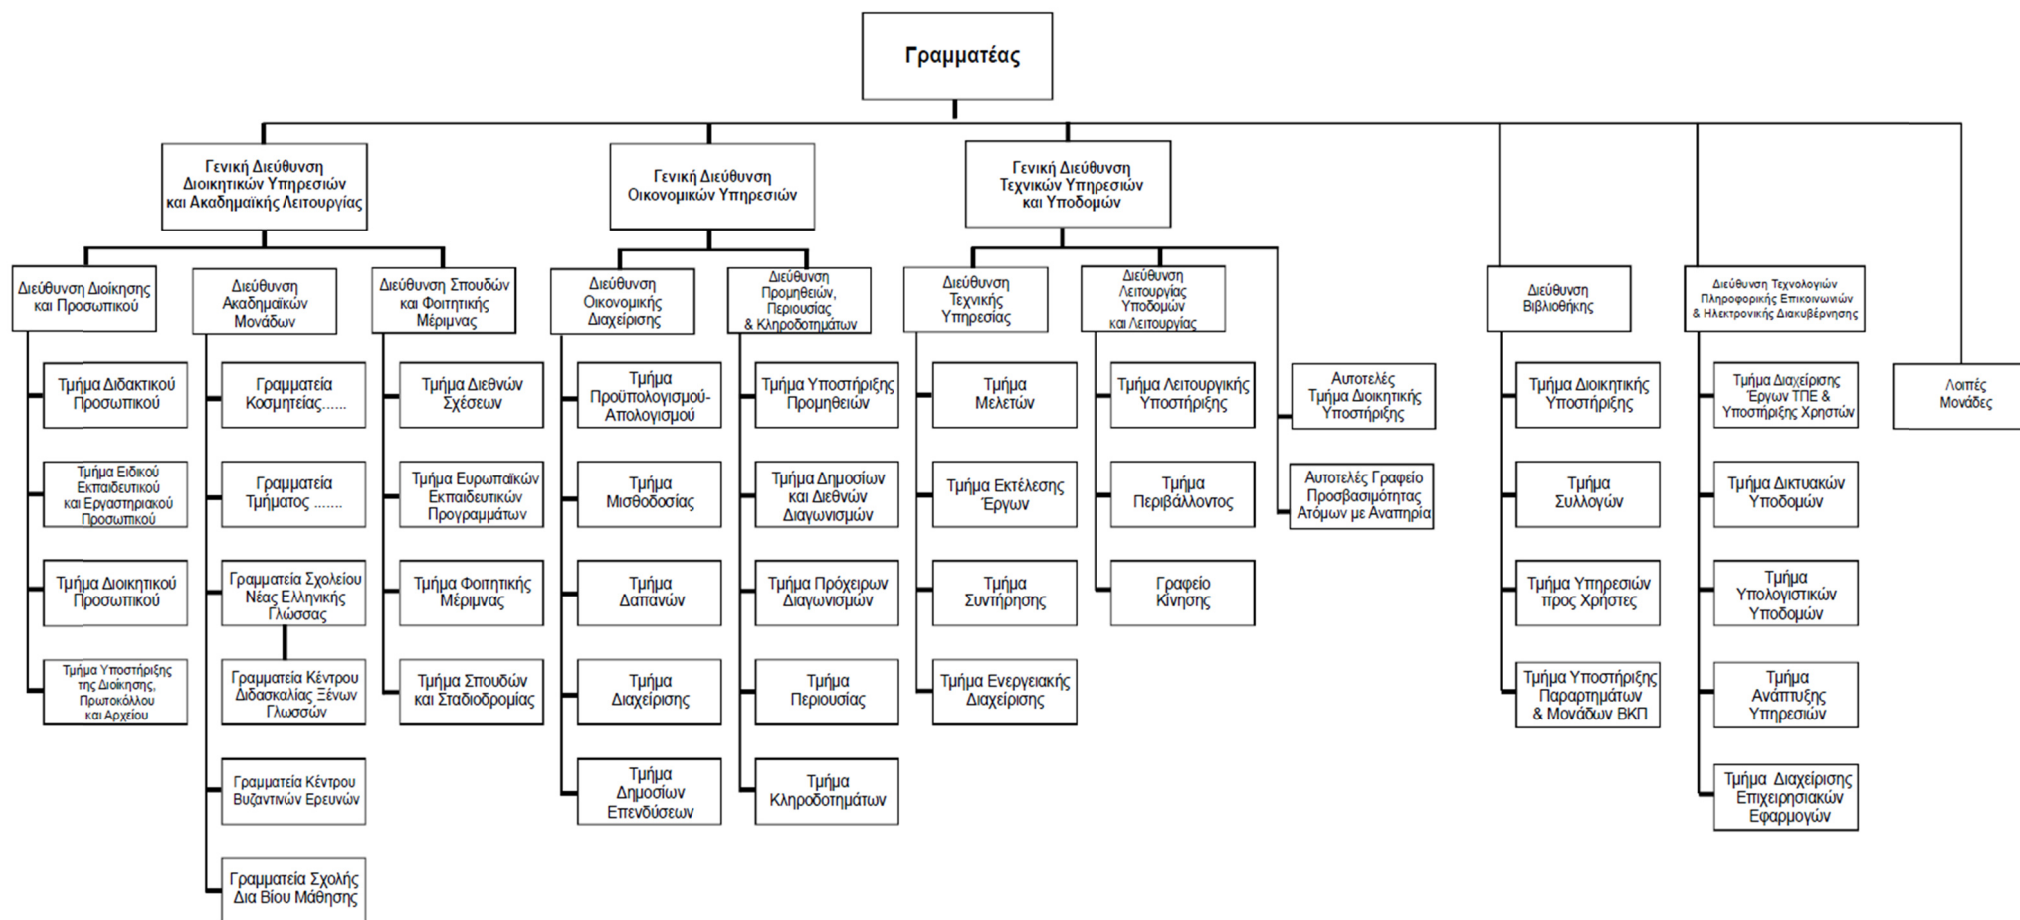 Γραμματέας
Γενική Διεύθυνση
Διοικητικών Υπηρεσιών
και Ακαδημαϊκής Λειτουργίας
Γενική Διεύθυνση
Οικονομικών Υπηρεσιών
Γενική Διεύθυνση
Τεχνικών Υπηρεσιών
και Υποδομών
Διεύθυνση Διοίκησης
και Προσωπικού
Διεύθυνση
Ακαδημαϊκών
Μονάδων
Διεύθυνση Σπουδών
και Φοιτητικής
Μέριμνας
Διεύθυνση
Οικονομικής
Διαχείρισης
Διεύθυνση
Προμηθειών,
Περιουσίας
& Κληροδοτημάτων
Διεύθυνση
Τεχνικής
Υπηρεσίας
Διεύθυνση
Λειτουργίας
Υποδομών
και Λειτουργίας
Διεύθυνση
Βιβλιοθήκης
Διεύθυνση Τεχνολογιών
Πληροφορικής Επικοινωνιών
& Ηλεκτρονικής Διακυβέρνησης
Τμήμα Διδακτικού
Προσωπικού
Τμήμα Ειδικού
Εκπαιδευτικού
και Εργαστηριακού
Προσωπικού
Τμήμα Διοικητικού
Προσωπικού
Τμήμα Υποστήριξης
της Διοίκησης,
Πρωτοκόλλου
και Αρχείου
Γραμματεία
Κοσμητείας......
Γραμματεία
Τμήματος .......
Γραμματεία Σχολείου
Νέας Ελληνικής
Γλώσσας
Γραμματεία Κέντρου
Διδασκαλίας Ξένων
Γλωσσών
Γραμματεία Κέντρου
Βυζαντινών Ερευνών
Γραμματεία Σχολής
Δια Βίου Μάθησης
Τμήμα Διεθνών
Σχέσεων
Τμήμα Ευρωπαϊκών
Εκπαιδευτικών
Προγραμμάτων
Τμήμα Φοιτητικής
Μέριμνας
Τμήμα Σπουδών
και Σταδιοδρομίας
Τμήμα
Προϋπολογισμού-
Απολογισμού
Τμήμα
Μισθοδοσίας
Τμήμα
Δαπανών
Τμήμα
Διαχείρισης
Τμήμα
Δημοσίων
Επενδύσεων
Τμήμα Υποστήριξης
Προμηθειών
Τμήμα Δημοσίων
και Διεθνών
Διαγωνισμών
Τμήμα Πρόχειρων
Διαγωνισμών
Τμήμα
Περιουσίας
Τμήμα
Κληροδοτημάτων
Τμήμα
Μελετών
Τμήμα Εκτέλεσης
Έργων
Τμήμα
Συντήρησης
Τμήμα Ενεργειακής
Διαχείρισης
Τμήμα Λειτουργικής
Υποστήριξης
Τμήμα
Περιβάλλοντος
Γραφείο
Κίνησης
Αυτοτελές
Τμήμα Διοικητικής
Υποστήριξης
Αυτοτελές Γραφείο
Προσβασιμότητας
Ατόμων με Αναπηρία
Τμήμα Διοικητικής
Υποστήριξης
Τμήμα
Συλλογών
Τμήμα Υπηρεσιών
προς Χρήστες
Τμήμα Υποστήριξης
Παραρτημάτων
& Μονάδων ΒΚΠ
Τμήμα Διαχείρισης
Έργων ΤΠΕ &
Υποστήριξης Χρηστών
Τμήμα Δικτυακών
Υποδομών
Τμήμα
Υπολογιστικών
Υποδομών
Τμήμα
Ανάπτυξης
Υπηρεσιών
Τμήμα Διαχείρισης
Επιχειρησιακών
Εφαρμογών
Λοιπές
Μονάδες